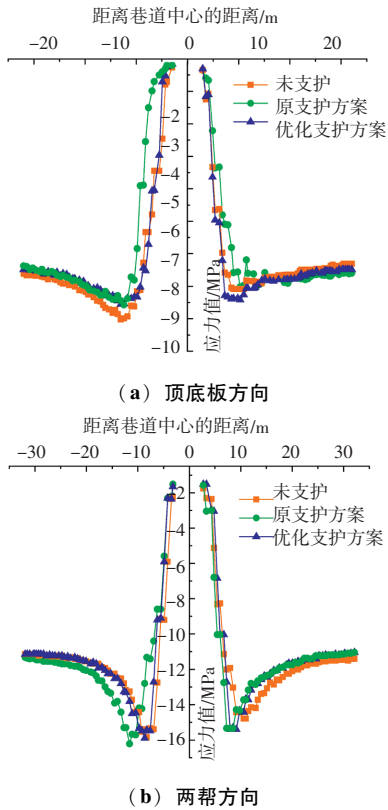 距离巷道中心的距离/m
-20 -10 0 10 20
未支护
原支护方案
优化支护方案
-2
-3
-4
-5
-6
-7
-8
-9
-10
应力值/MPa
(a) 顶底板方向
距离巷道中心的距离/m
-30 -20 -10 0 10 20 30
-2
未支护
原支护方案
优化支护方案
-4
-6
-8
-10
-12
-14
-16
应力值/MPa
(b) 两帮方向